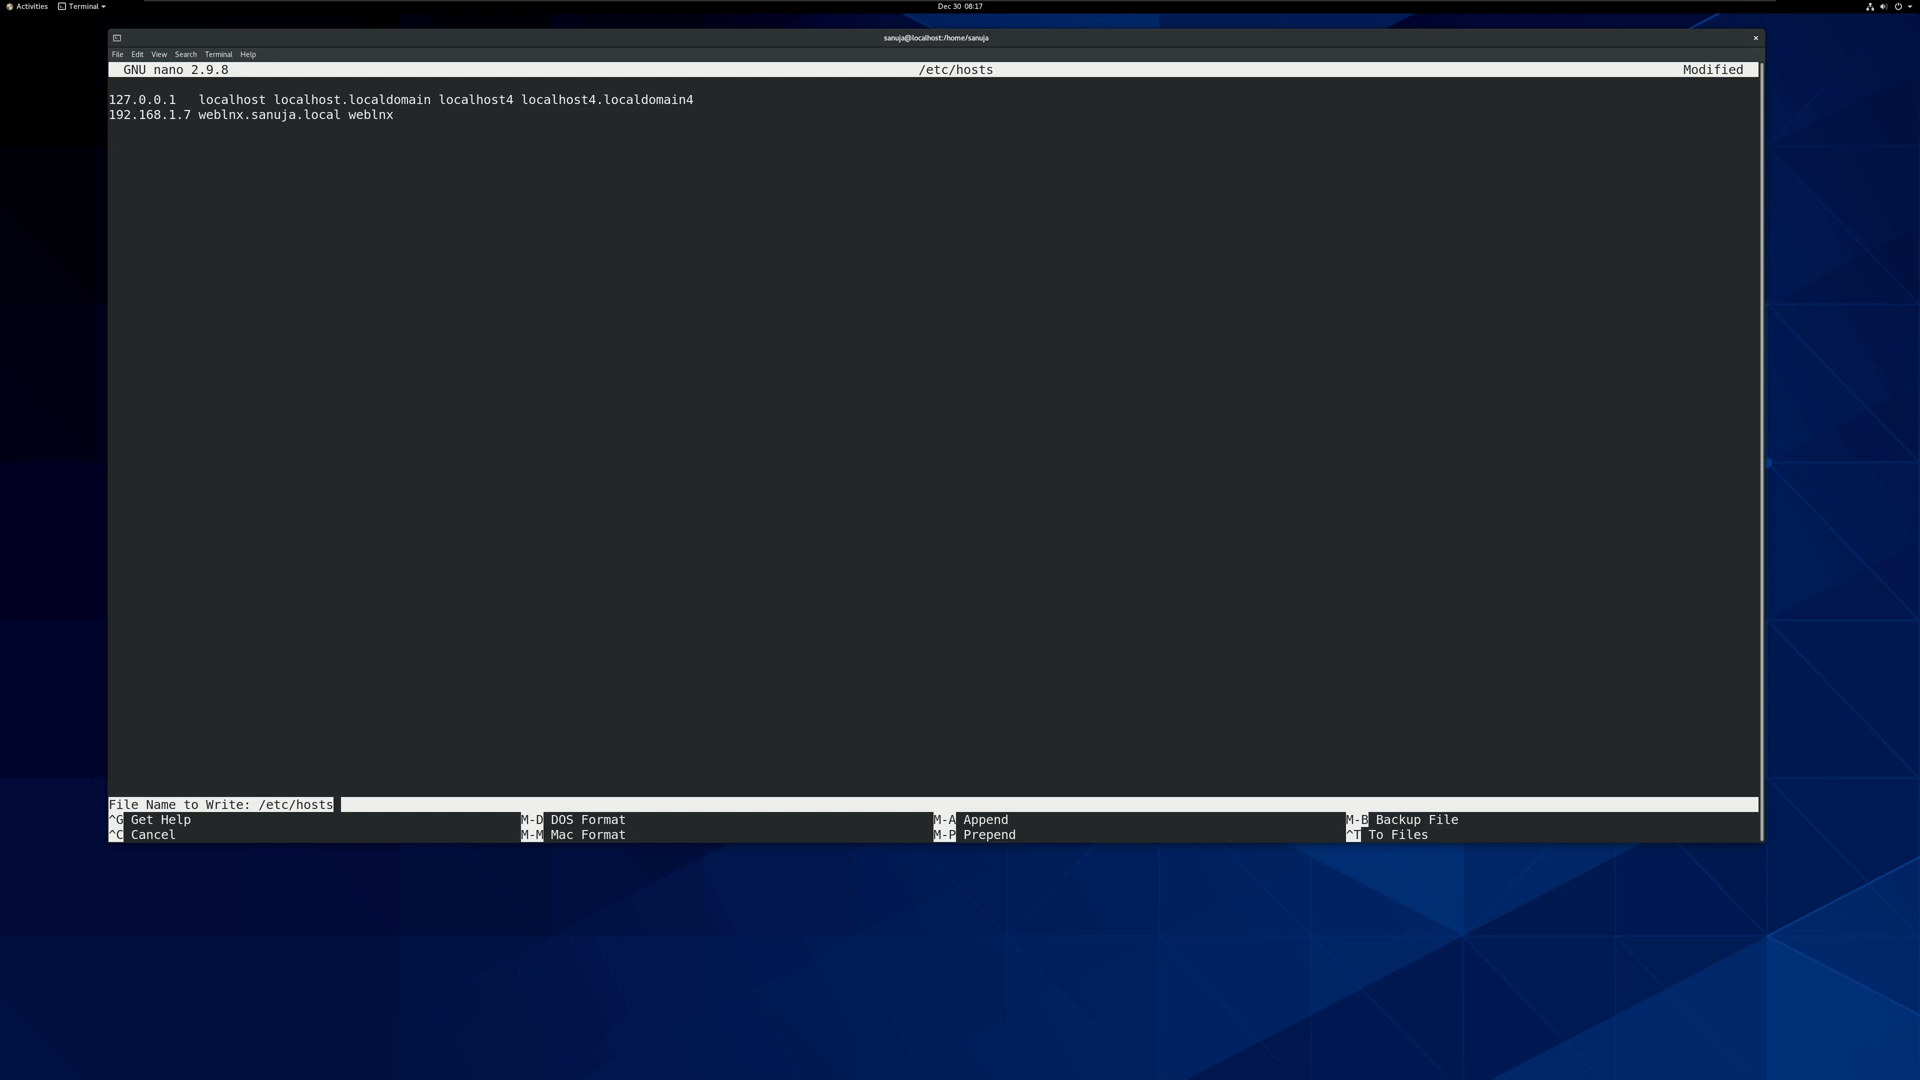 Activities Terminal Dec 30 08:17
sanuja@localhost:/home/sanuja ×
File Edit View Search Terminal Help
GNU nano 2.9.8 /etc/hosts Modified
127.0.0.1   localhost localhost.localdomain localhost4 localhost4.localdomain4
192.168.1.7 weblnx.sanuja.local weblnx
File Name to Write: /etc/hosts
^G Get Help M-D DOS Format M-A Append M-B Backup File
^C Cancel M-M Mac Format M-P Prepend ^T To Files